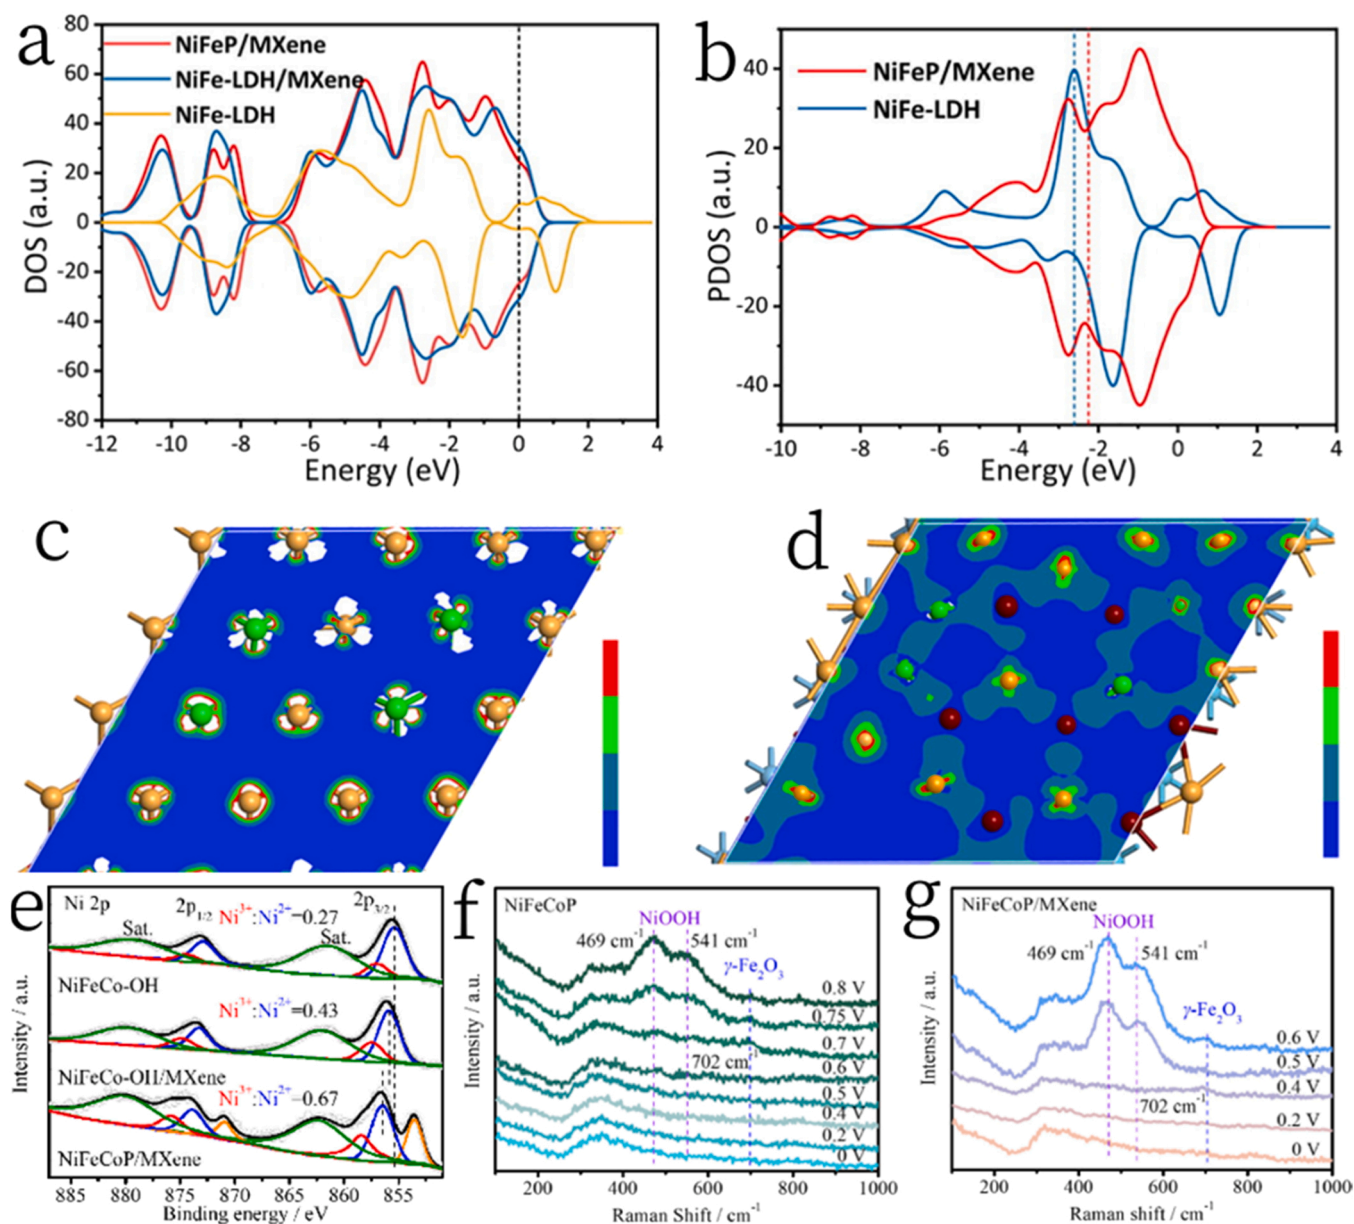 a
80
60
40
20
0
-20
-40
-60
-80
DOS (a.u.)
NiFeP/MXene
NiFe-LDH/MXene
NiFe-LDH
-12 -10 -8 -6 -4 -2 0 2 4
Energy (eV)
b
40
20
0
-20
-40
PDOS (a.u.)
NiFeP/MXene
NiFe-LDH
-10 -8 -6 -4 -2 0 2 4
Energy (eV)
c
d
e
Ni 2p
2p1/2
2p3/2
Ni3+:Ni2+=0.27
Sat.
Sat.
NiFeCo-OH
Ni3+:Ni2+=0.43
NiFeCo-OH/MXene
Ni3+:Ni2+=0.67
NiFeCoP/MXene
Intensity / a.u.
885 880 875 870 865 860 855
Binding energy / eV
f
NiFeCoP
NiOOH
469 cm-1
541 cm-1
γ-Fe2O3
0.8 V
0.75 V
0.7 V
702 cm-1
0.6 V
0.5 V
0.4 V
0.2 V
0 V
Intensity / a.u.
200 400 600 800 1000
Raman Shift / cm-1
g
NiFeCoP/MXene
NiOOH
469 cm-1
541 cm-1
γ-Fe2O3
0.6 V
0.5 V
0.4 V
702 cm-1
0.2 V
0 V
Intensity / a.u.
200 400 600 800 1000
Raman shift / cm-1